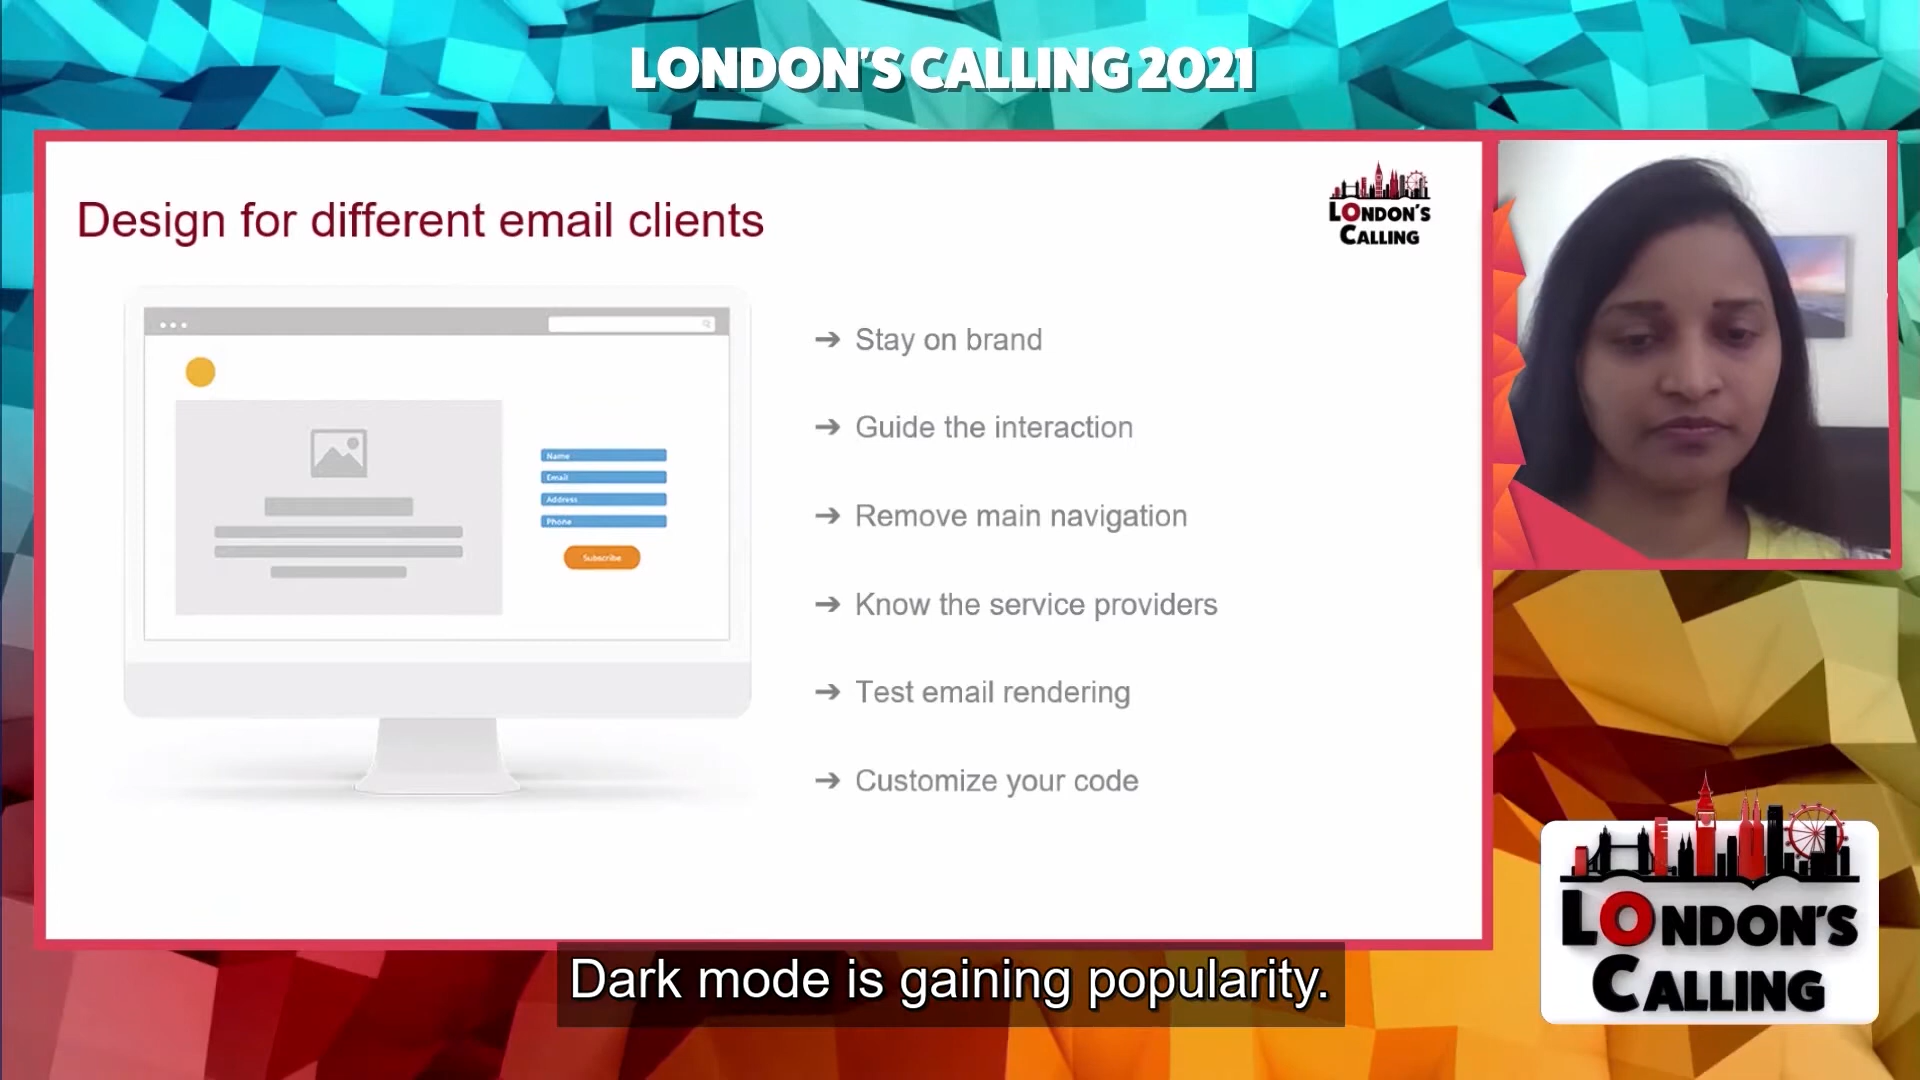 LONDON'S CALLING 2021
Design for different email clients
LONDON'S
CALLING
Name
Email
Address
Phone
Subscribe
➔ Stay on brand
➔ Guide the interaction
➔ Remove main navigation
➔ Know the service providers
➔ Test email rendering
➔ Customize your code
Dark mode is gaining popularity.
LONDON'S
CALLING